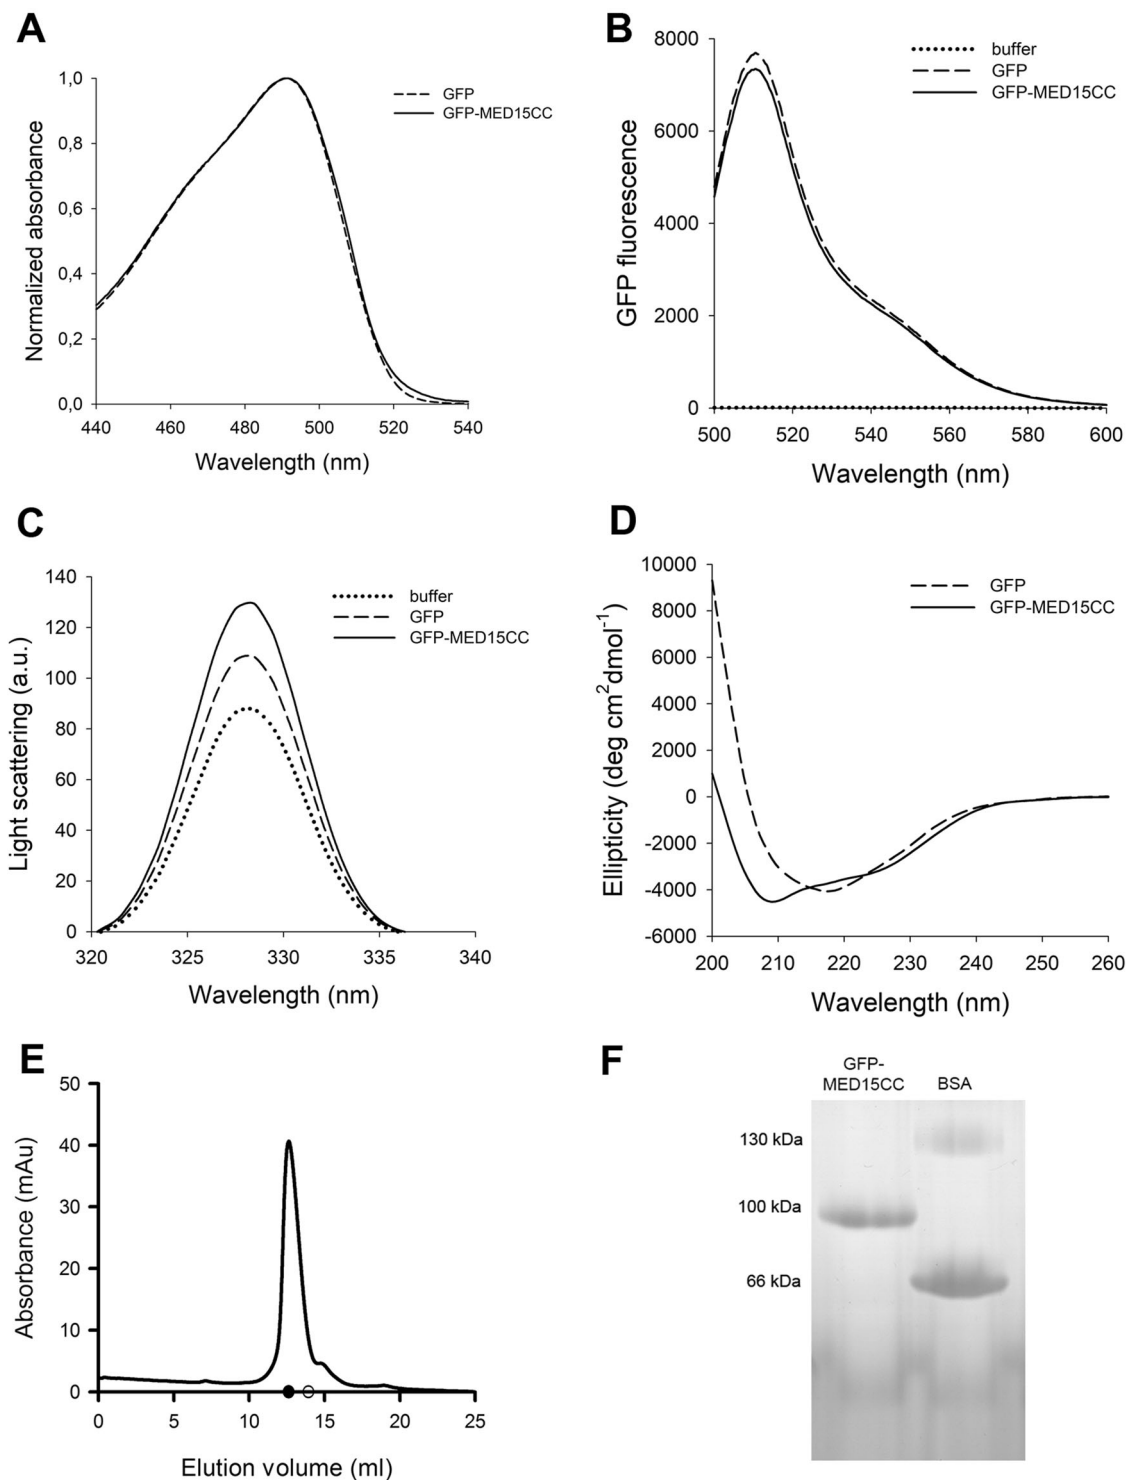 A
1,0
0,8
0,6
0,4
0,2
0,0
Normalized absorbance
440 460 480 500 520 540
Wavelength (nm)
GFP
GFP-MED15CC
B
8000
6000
4000
2000
0
GFP fluorescence
500 520 540 560 580 600
Wavelength (nm)
buffer
GFP
GFP-MED15CC
C
140
120
100
80
60
40
20
0
Light scattering (a.u.)
320 325 330 335 340
Wavelength (nm)
buffer
GFP
GFP-MED15CC
D
10000
8000
6000
4000
2000
0
-2000
-4000
-6000
Ellipticity (deg cm²dmol⁻¹)
200 210 220 230 240 250 260
Wavelength (nm)
GFP
GFP-MED15CC
E
50
40
30
20
10
0
Absorbance (mAu)
0 5 10 15 20 25
Elution volume (ml)
F
GFP-
MED15CC
BSA
130 kDa
100 kDa
66 kDa